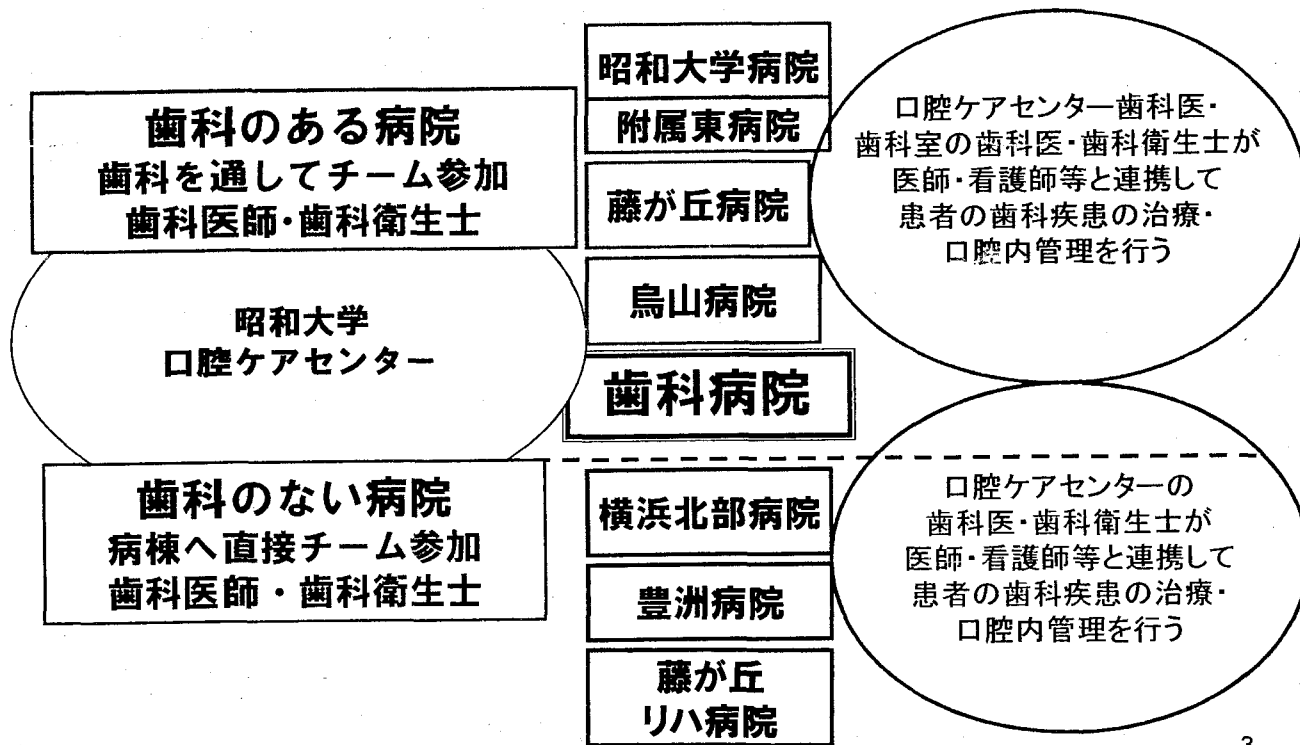 歯科のある病院
歯科を通してチーム参加
歯科医師・歯科衛生士
昭和大学
口腔ケアセンター
歯科のない病院
病棟へ直接チーム参加
歯科医師・歯科衛生士
昭和大学病院
附属東病院
藤が丘病院
烏山病院
歯科病院
横浜北部病院
豊洲病院
藤が丘
リハ病院
口腔ケアセンター歯科医・
歯科室の歯科医・歯科衛生士が
医師・看護師等と連携して
患者の歯科疾患の治療・
口腔内管理を行う
口腔ケアセンターの
歯科医・歯科衛生士が
医師・看護師等と連携して
患者の歯科疾患の治療・
口腔内管理を行う
3